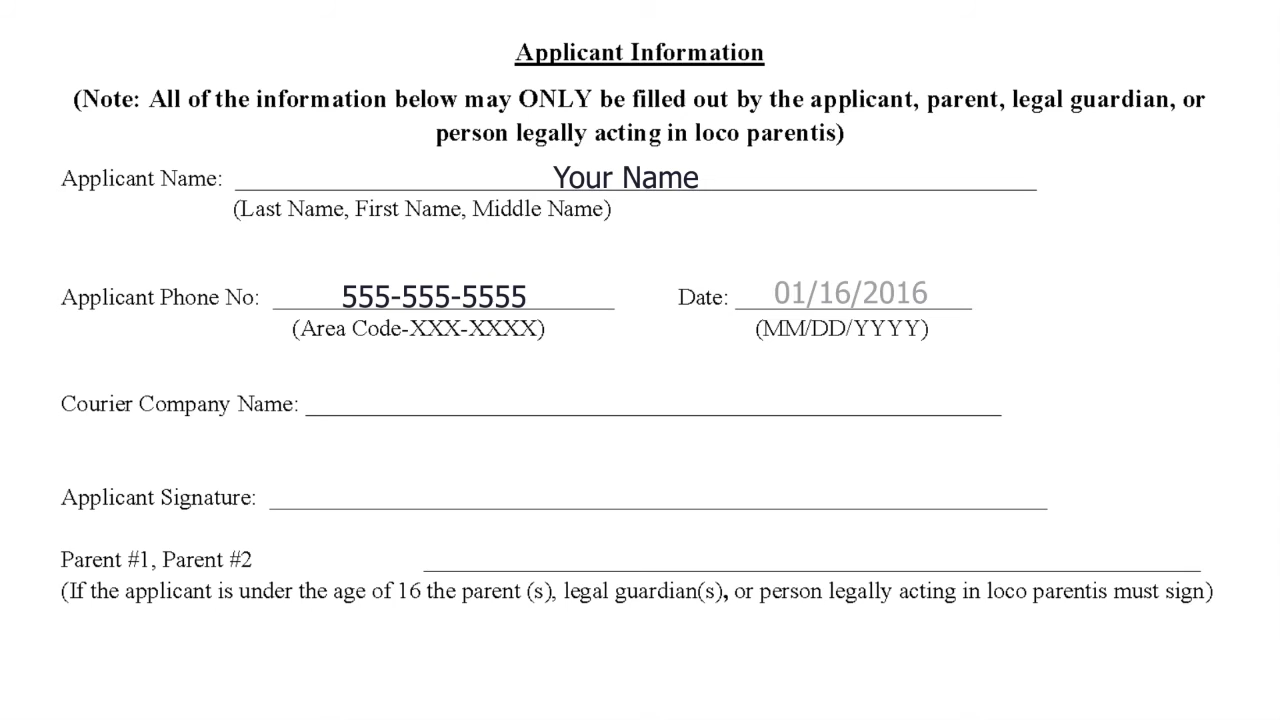 Applicant Information
(Note: All of the information below may ONLY be filled out by the applicant, parent, legal guardian, or
person legally acting in loco parentis)
Applicant Name: Your Name
(Last Name, First Name, Middle Name)
Applicant Phone No: 555-555-5555 Date: 01/16/2016
(Area Code-XXX-XXXX) (MM/DD/YYYY)
Courier Company Name:
Applicant Signature:
Parent #1, Parent #2
(If the applicant is under the age of 16 the parent (s), legal guardian(s), or person legally acting in loco parentis must sign)